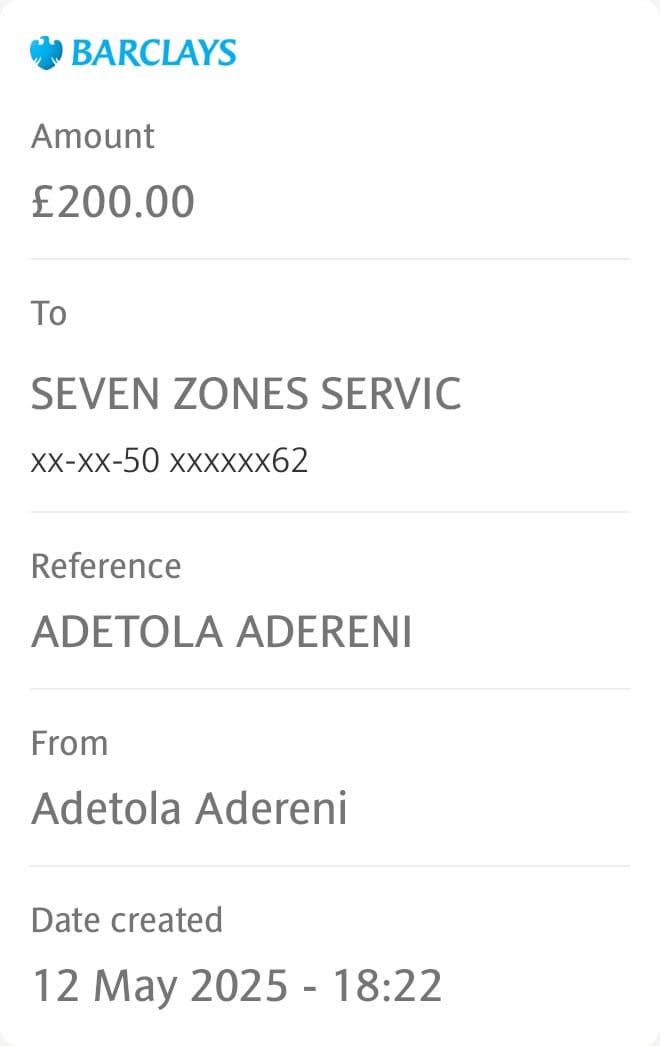 BARCLAYS
Amount
£200.00
To
SEVEN ZONES SERVIC
xx-xx-50 xxxxxx62
Reference
ADETOLA ADERENI
From
Adetola Adereni
Date created
12 May 2025 - 18:22